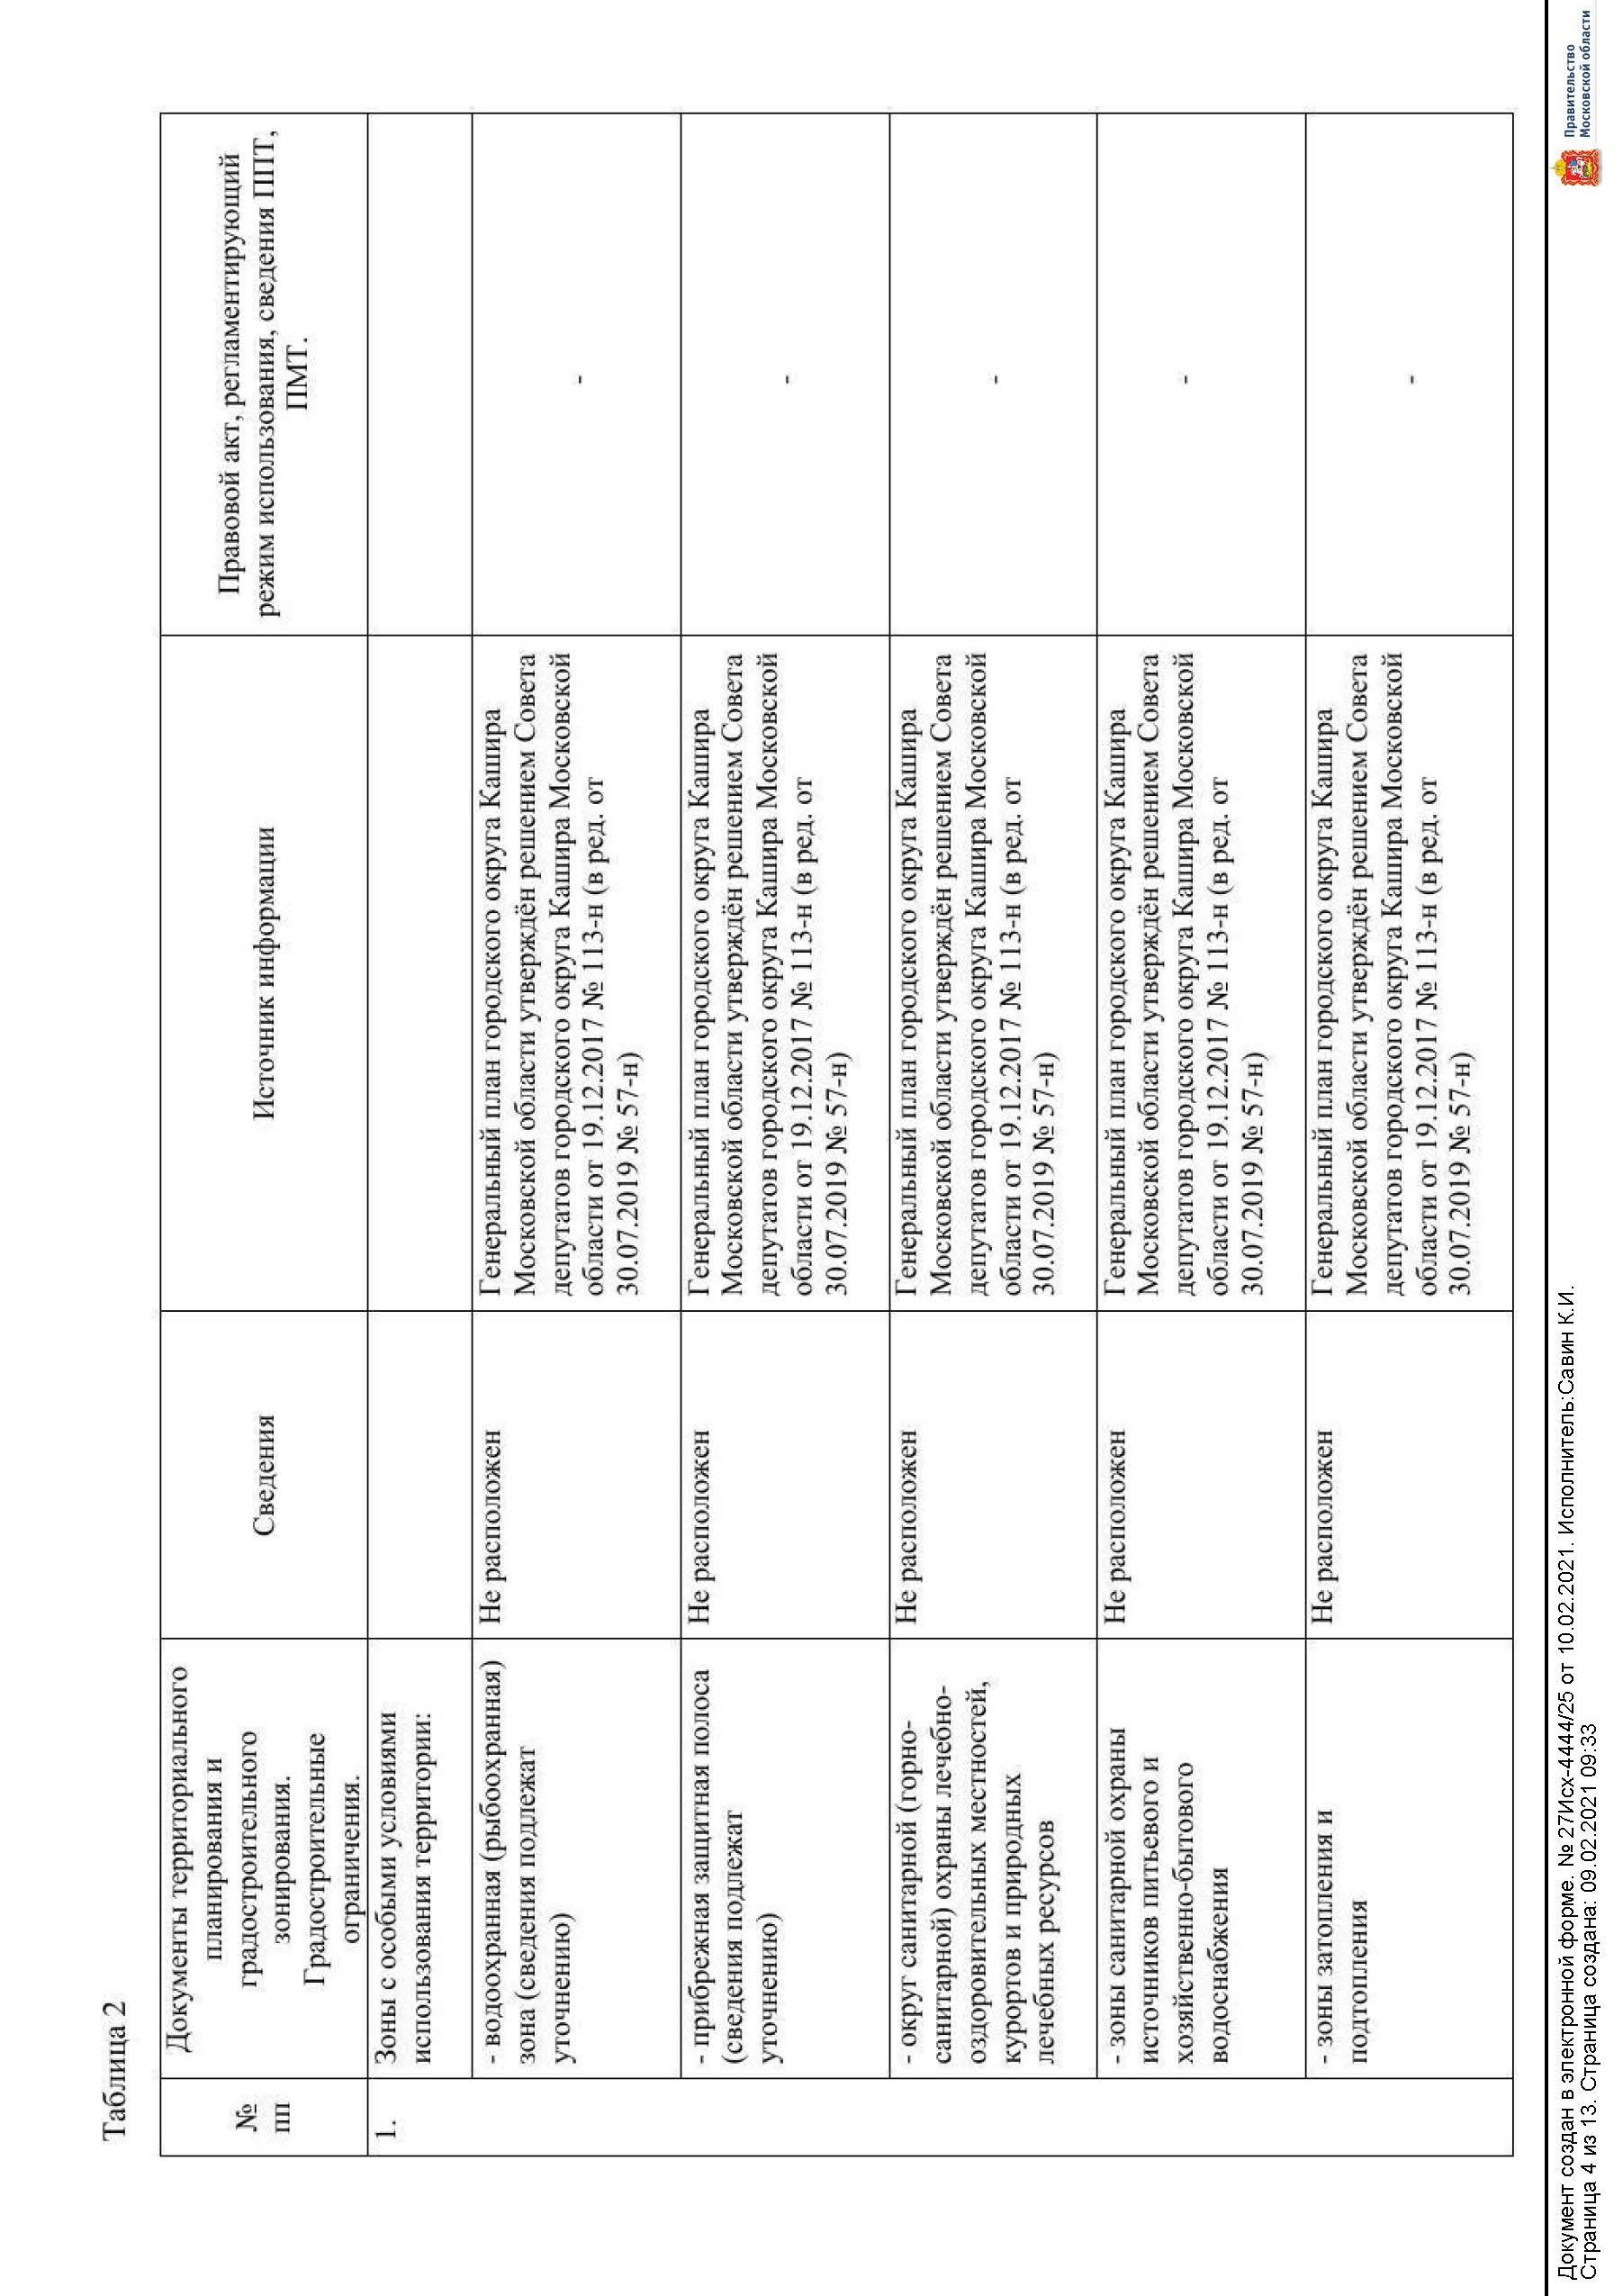 Таблица 2
№
пп
Документы территориального
планирования и
градостроительного
зонирования.
Градостроительные
ограничения.
Сведения
Источник информации
Правовой акт, регламентирующий
режим использования, сведения ППТ,
ПМТ.
1.
Зоны с особыми условиями
использования территории:
- водоохранная (рыбоохранная)
зона (сведения подлежат
уточнению)
Не расположен
Генеральный план городского округа Кашира
Московской области утверждён решением Совета
депутатов городского округа Кашира Московской
области от 19.12.2017 № 113-н (в ред. от
30.07.2019 № 57-н)
-
- прибрежная защитная полоса
(сведения подлежат
уточнению)
Не расположен
Генеральный план городского округа Кашира
Московской области утверждён решением Совета
депутатов городского округа Кашира Московской
области от 19.12.2017 № 113-н (в ред. от
30.07.2019 № 57-н)
-
- округ санитарной (горно-
санитарной) охраны лечебно-
оздоровительных местностей,
курортов и природных
лечебных ресурсов
Не расположен
Генеральный план городского округа Кашира
Московской области утверждён решением Совета
депутатов городского округа Кашира Московской
области от 19.12.2017 № 113-н (в ред. от
30.07.2019 № 57-н)
-
- зоны санитарной охраны
источников питьевого и
хозяйственно-бытового
водоснабжения
Не расположен
Генеральный план городского округа Кашира
Московской области утверждён решением Совета
депутатов городского округа Кашира Московской
области от 19.12.2017 № 113-н (в ред. от
30.07.2019 № 57-н)
-
- зоны затопления и
подтопления
Не расположен
Генеральный план городского округа Кашира
Московской области утверждён решением Совета
депутатов городского округа Кашира Московской
области от 19.12.2017 № 113-н (в ред. от
30.07.2019 № 57-н)
-
Документ создан в электронной форме. № 27Исх-4444/25 от 10.02.2021. Исполнитель:Савин К.И.
Страница 4 из 13. Страница создана: 09.02.2021 09:33
Правительство
Московской области